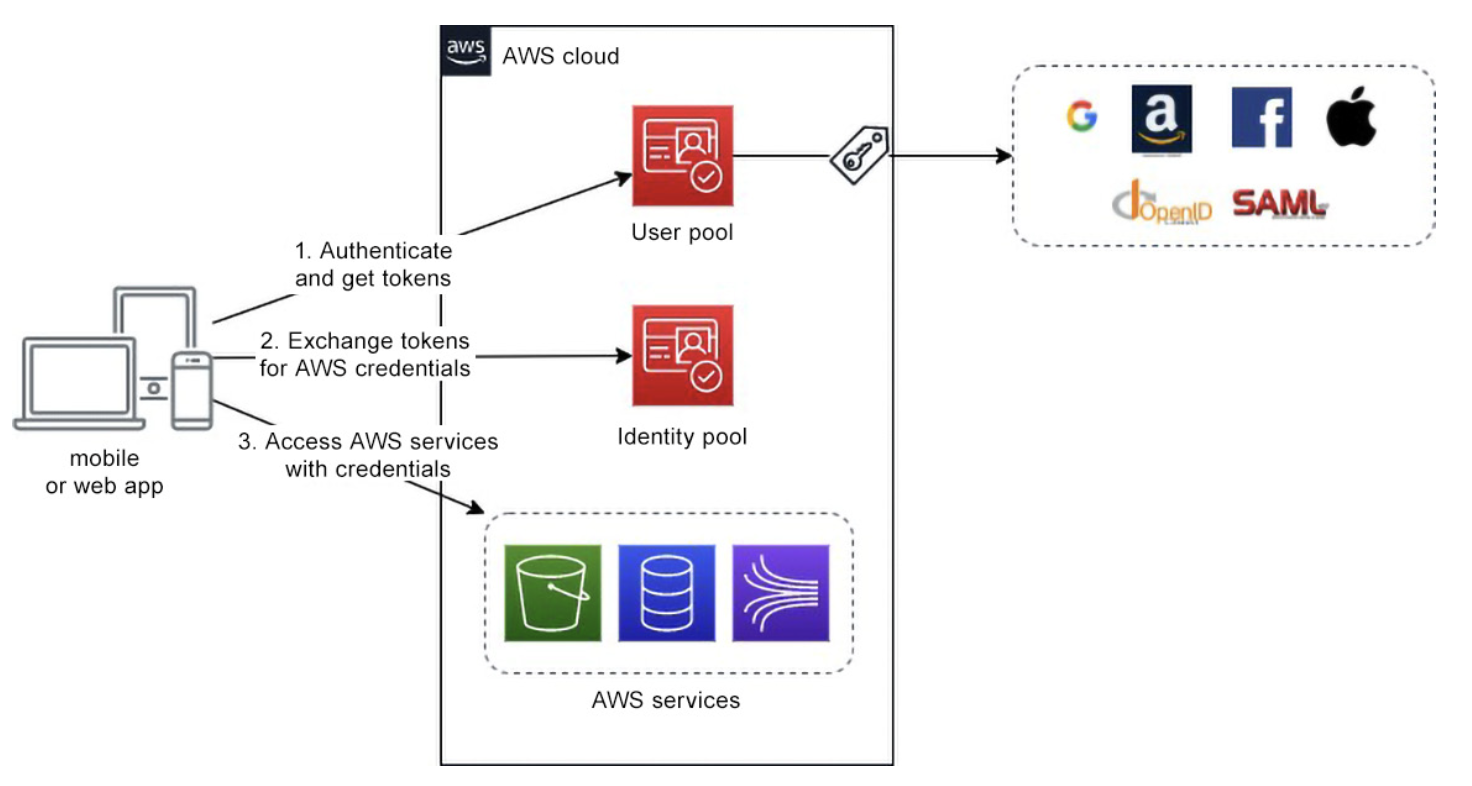 aws
AWS cloud
a
f
G
OpenID
SAML
User pool
1. Authenticate
and get tokens
2. Exchange tokens
for AWS credentials
Identity pool
3. Access AWS services
with credentials
mobile
or web app
AWS services